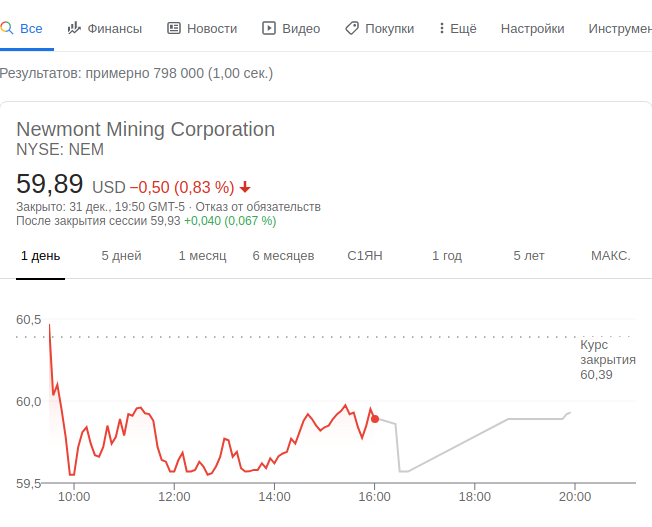 Все Финансы Новости Видео Покупки Ещё Настройки Инструмен
Результатов: примерно 798 000 (1,00 сек.)
Newmont Mining Corporation
NYSE: NEM
59,89 USD −0,50 (0,83 %)
Закрыто: 31 дек., 19:50 GMT-5 · Отказ от обязательств
После закрытия сессии 59,93 +0,040 (0,067 %)
1 день 5 дней 1 месяц 6 месяцев С1ЯН 1 год 5 лет МАКС.
60,5
Курс
закрытия
60,39
60,0
59,5
10:00 12:00 14:00 16:00 18:00 20:00